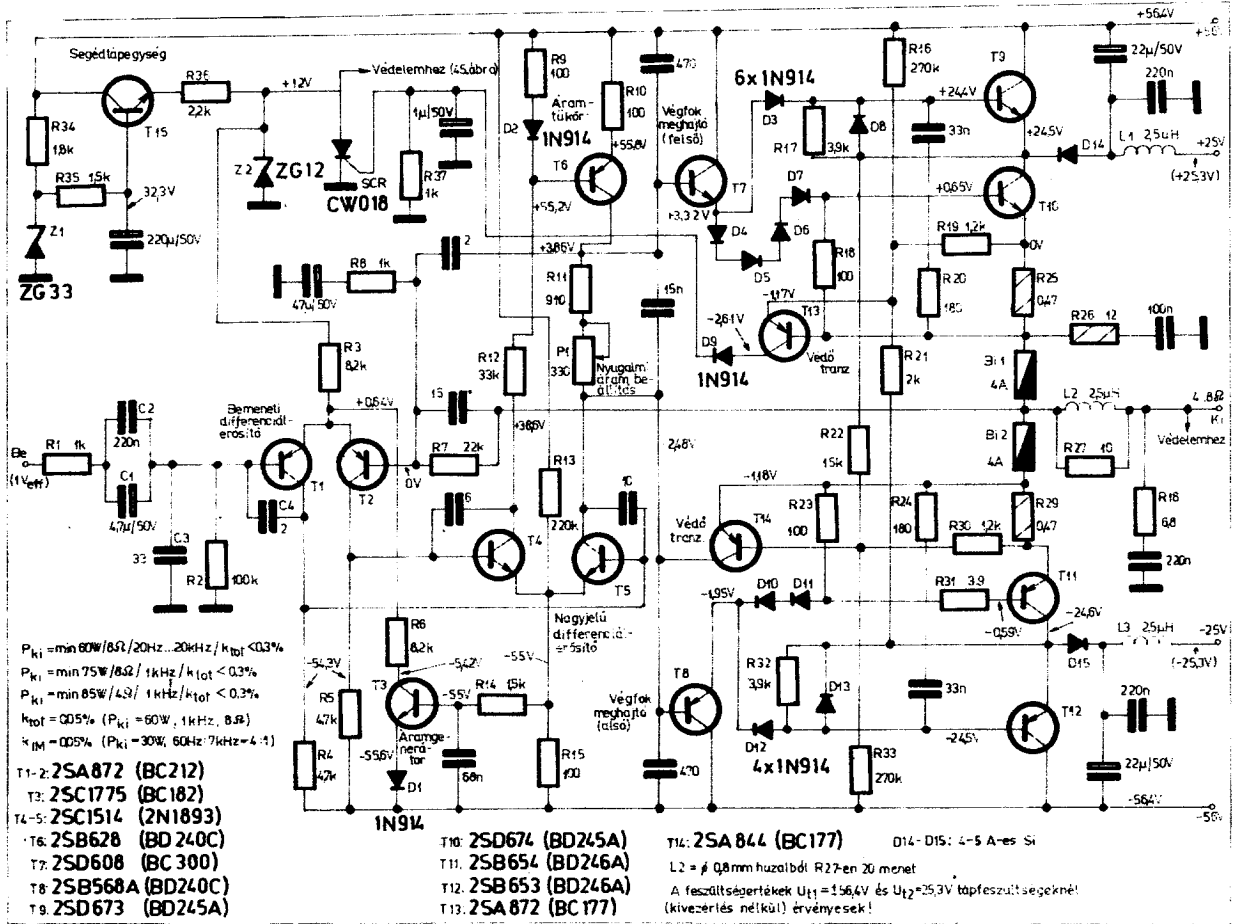 Segédtápegység
R36
2,2k
T15
R34
1,8k
R35 1,5k
32,3V
Z1
ZG33
220µ/50V
+12V
Védelemhez (45.ábra)
Z2
ZG12
SCR
CW018
1µ/50V
R37
1k
R9
100
D2
1N914
Áramtükör
T6
R10
100
+55,8V
+55,2V
470
Végfok
meghajtó
(felső)
T7
+3,32V
6x1N914
D3
D4
D5
D6
D7
D8
R17
3,9k
R16
270k
33n
+24,4V
T9
+24,5V
D14
+56,4V
+56V
22µ/50V
220n
L1 2,5µH
+25V
(+25,3V)
+0,65V
T10
R19 1,2k
0V
R18
100
R20
180
R25
0,47
R26 12
100n
47µ/50V
R8 1k
2
+3,86V
R11
910
15n
P1
330
Nyugalmi
áram be-
állítás
-1,17V
T13
-2,61V
D9
1N914
Védő
tranz.
R21
2k
Bi1
4A
L2 2,5µH
4..8Ω
Ki
Védelemhez
Bi2
4A
R27 10
R3
8,2k
+0,64V
Bemeneti
differenciál-
erősítő
Be
(1Veff)
R1 1k
C2
220n
C1
4,7µ/50V
C3
33
R2
100k
C4
2
T1
T2
0V
15
R7 22k
R12
33k
6
T4
R13
220k
10
T5
Nagyjelű
differenciál-
erősítő
2,48V
-1,18V
Védő
tranz.
T14
R22
15k
R23
100
R24
180
R29
0,47
R30 1,2k
R16
6,8
220n
D10
D11
-1,95V
R31 3,9
-0,59V
T11
-24,6V
L3 2,5µH
-25V
(-25,3V)
D15
R32
3,9k
D13
33n
T8
Végfok
meghajtó
(alsó)
D12
4x1N914
-24,5V
T12
R33
270k
220n
22µ/50V
-56,4V
-56V
470
R6
8,2k
-54,2V
T3
-55V
R14 1,5k
-55V
Áramge-
nerátor
-55,6V
D1
1N914
68n
R15
100
-54,3V
R5
4,7k
R4
4,7k
Pki = min 60W/8Ω/20Hz...20kHz/ktot <0,3%
Pki = min 75W/8Ω/ 1kHz/ktot < 0,3%
Pki = min 85W/4Ω/ 1kHz/ktot < 0,3%
ktot = 0,05% (Pki = 60W, 1kHz, 8Ω)
kIM = 0,05% (Pki = 30W, 60Hz:7kHz=4:1)
T1-2: 2SA872 (BC212)
T3: 2SC1775 (BC182)
T4-5: 2SC1514 (2N1893)
T6: 2SB628 (BD240C)
T7: 2SD608 (BC300)
T8 2SB568A (BD240C)
T9. 2SD673 (BD245A)
T10: 2SD674 (BD245A)
T11: 2SB654 (BD246A)
T12: 2SB653 (BD246A)
T13: 2SA872 (BC177)
T14: 2SA844 (BC177)
D14-D15: 4-5 A-es Si
L2 = ϕ 0,8mm huzalból R27-en 20 menet
A feszültségértékek Ut1=±56,4V és Ut2=25,3V tápfeszültségeknél
(kivezérlés nélkül) érvényesek!